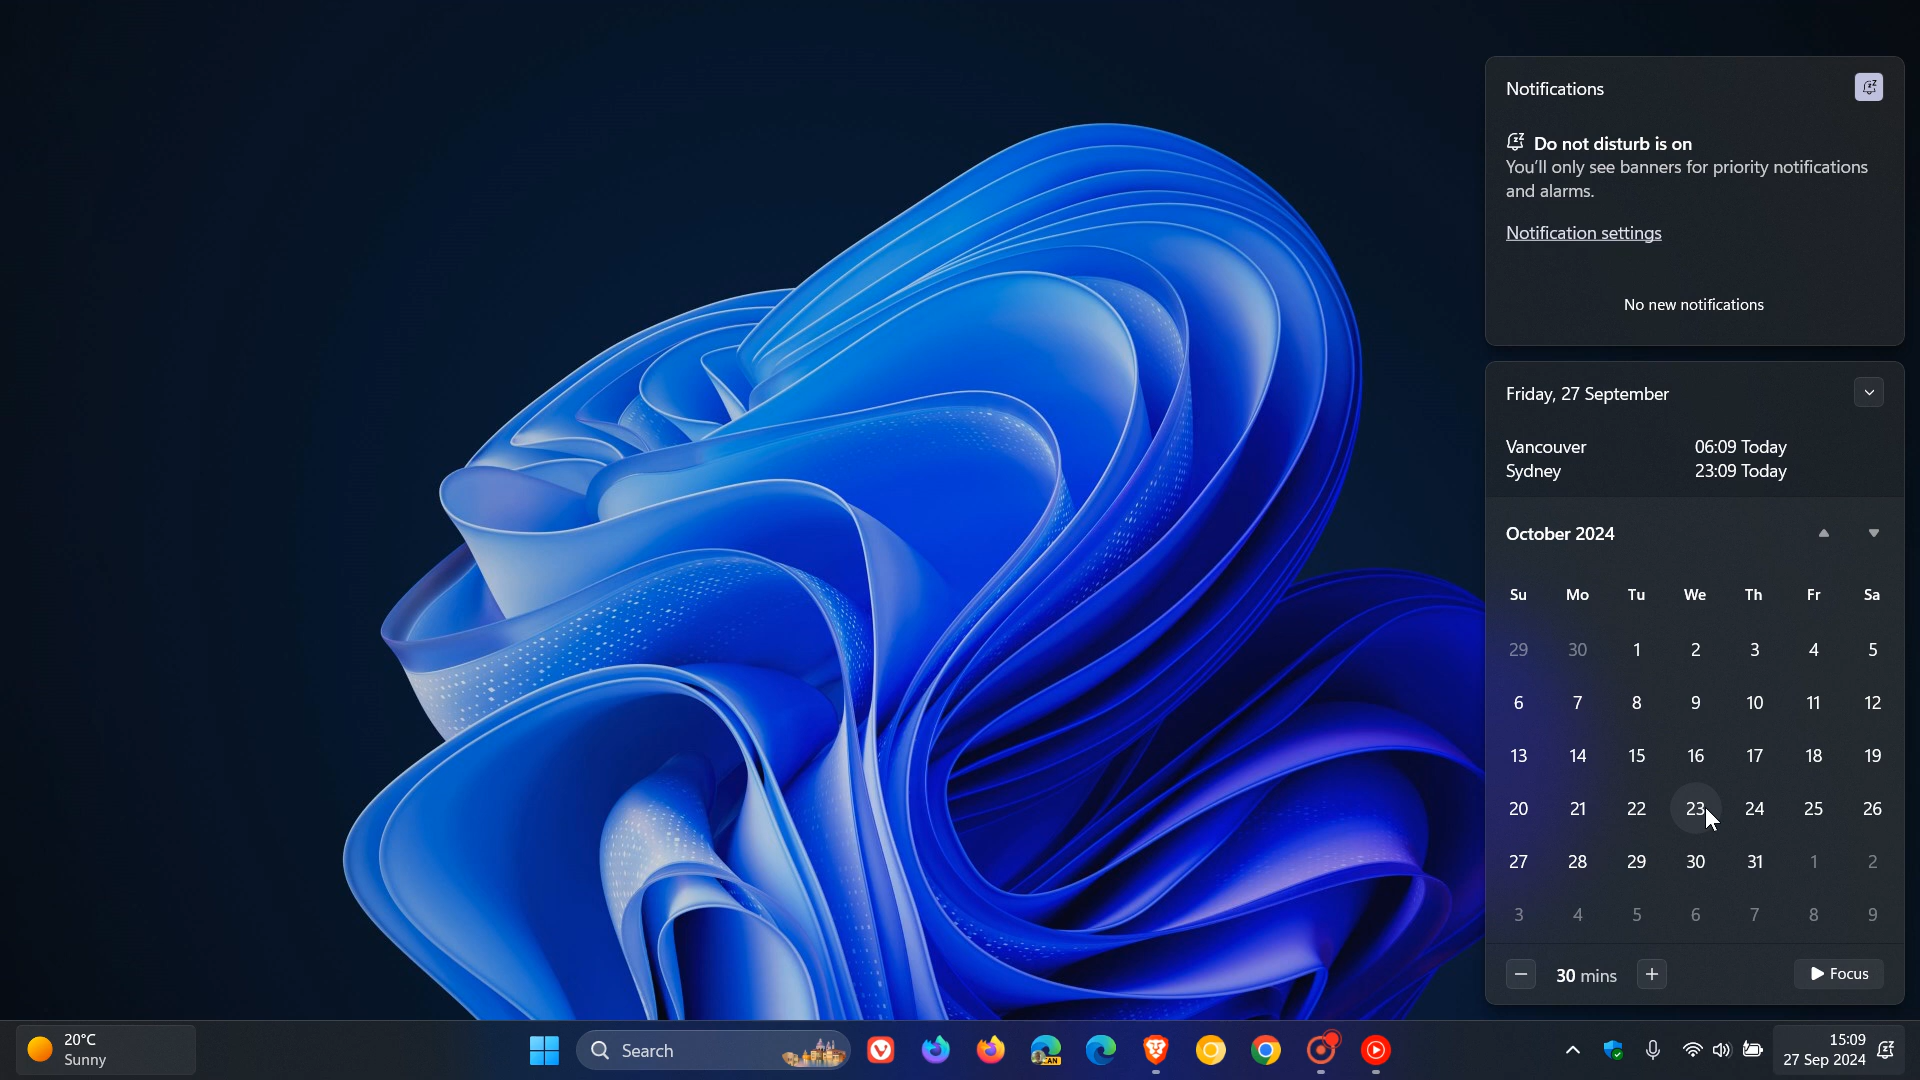 Notifications
Do not disturb is on
You'll only see banners for priority notifications
and alarms.
Notification settings
No new notifications
Friday, 27 September
Vancouver 06:09 Today
Sydney 23:09 Today
October 2024
Su Mo Tu We Th Fr Sa
29 30 1 2 3 4 5
6 7 8 9 10 11 12
13 14 15 16 17 18 19
20 21 22 23 24 25 26
27 28 29 30 31 1 2
3 4 5 6 7 8 9
30 mins
Focus
20°C
Sunny
Search
CAN
15:09
27 Sep 2024